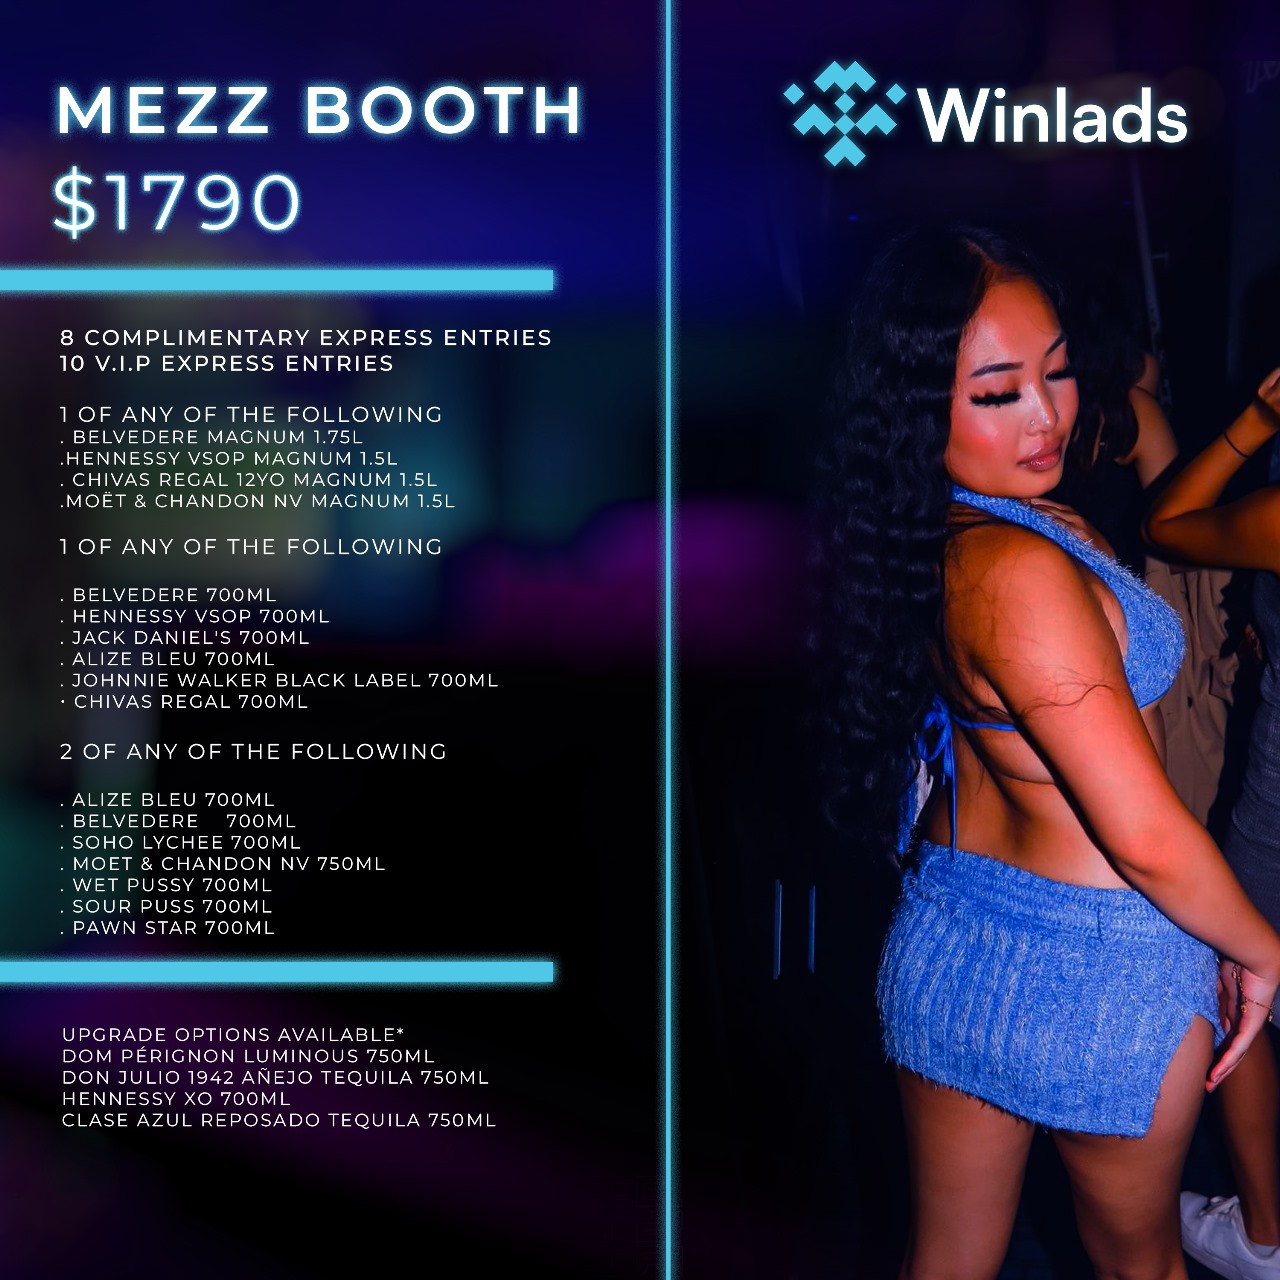 MEZZ BOOTH
$1790
Winlads
8 COMPLIMENTARY EXPRESS ENTRIES
10 V.I.P EXPRESS ENTRIES
1 OF ANY OF THE FOLLOWING
. BELVEDERE MAGNUM 1.75L
.HENNESSY VSOP MAGNUM 1.5L
. CHIVAS REGAL 12YO MAGNUM 1.5L
.MOËT & CHANDON NV MAGNUM 1.5L
1 OF ANY OF THE FOLLOWING
. BELVEDERE 700ML
. HENNESSY VSOP 700ML
. JACK DANIEL'S 700ML
. ALIZE BLEU 700ML
. JOHNNIE WALKER BLACK LABEL 700ML
· CHIVAS REGAL 700ML
2 OF ANY OF THE FOLLOWING
. ALIZE BLEU 700ML
. BELVEDERE 700ML
. SOHO LYCHEE 700ML
. MOET & CHANDON NV 750ML
. WET PUSSY 700ML
. SOUR PUSS 700ML
. PAWN STAR 700ML
UPGRADE OPTIONS AVAILABLE*
DOM PÉRIGNON LUMINOUS 750ML
DON JULIO 1942 AÑEJO TEQUILA 750ML
HENNESSY XO 700ML
CLASE AZUL REPOSADO TEQUILA 750ML